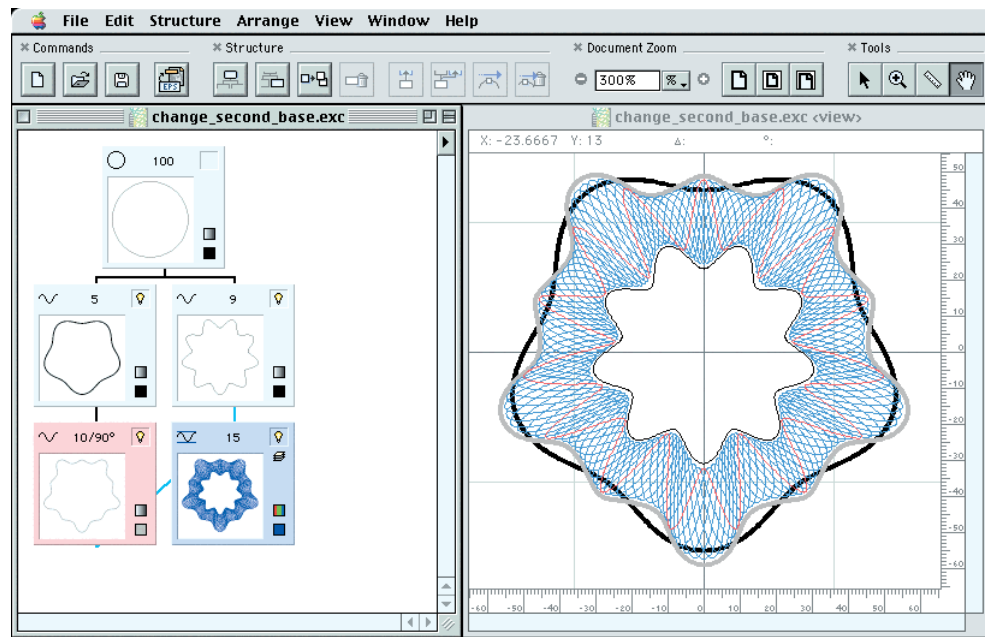 File Edit Structure Arrange View Window Help
Commands Structure Document Zoom Tools
EPS 300% %
change_second_base.exc
change_second_base.exc <view>
X: -23.6667 Y: 13 Δ: °:
100
5 9
10/90° 15
50
40
30
20
10
0
-10
-20
-30
-40
-50
-60
-60 -50 -40 -30 -20 -10 0 10 20 30 40 50 60